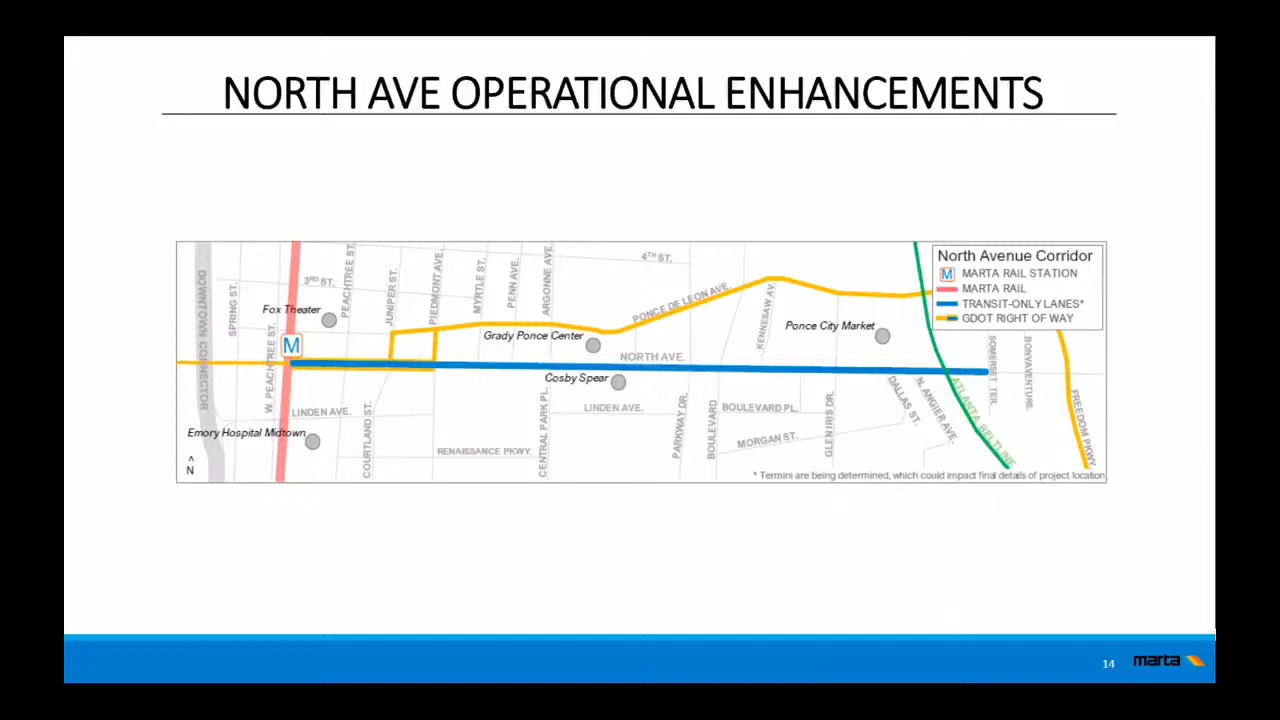 NORTH AVE OPERATIONAL ENHANCEMENTS
North Avenue Corridor
M MARTA RAIL STATION
MARTA RAIL
TRANSIT-ONLY LANES*
GDOT RIGHT OF WAY
4TH ST.
3RD ST.
DOWNTOWN CONNECTOR
SPRING ST.
W. PEACHTREE ST.
PEACHTREE ST.
JUNIPER ST.
PIEDMONT AVE.
MYRTLE ST.
PENN AVE.
ARGONNE AVE.
PONCE DE LEON AVE.
KENNESAW AV.
Fox Theater
Grady Ponce Center
Ponce City Market
M
NORTH AVE.
Cosby Spear
LINDEN AVE.
LINDEN AVE.
BOULEVARD PL.
Emory Hospital Midtown
COURTLAND ST.
RENAISSANCE PKWY.
CENTRAL PARK PL.
PARKWAY DR.
BOULEVARD
MORGAN ST.
GLEN IRIS DR.
DALLAS ST.
N. ANGIER AVE.
ATLANTA BELTLINE
SOMERSET TER.
BONAVENTURE.
FREEDOM PKWY.
^
N
* Termini are being determined, which could impact final details of project location
14
marta